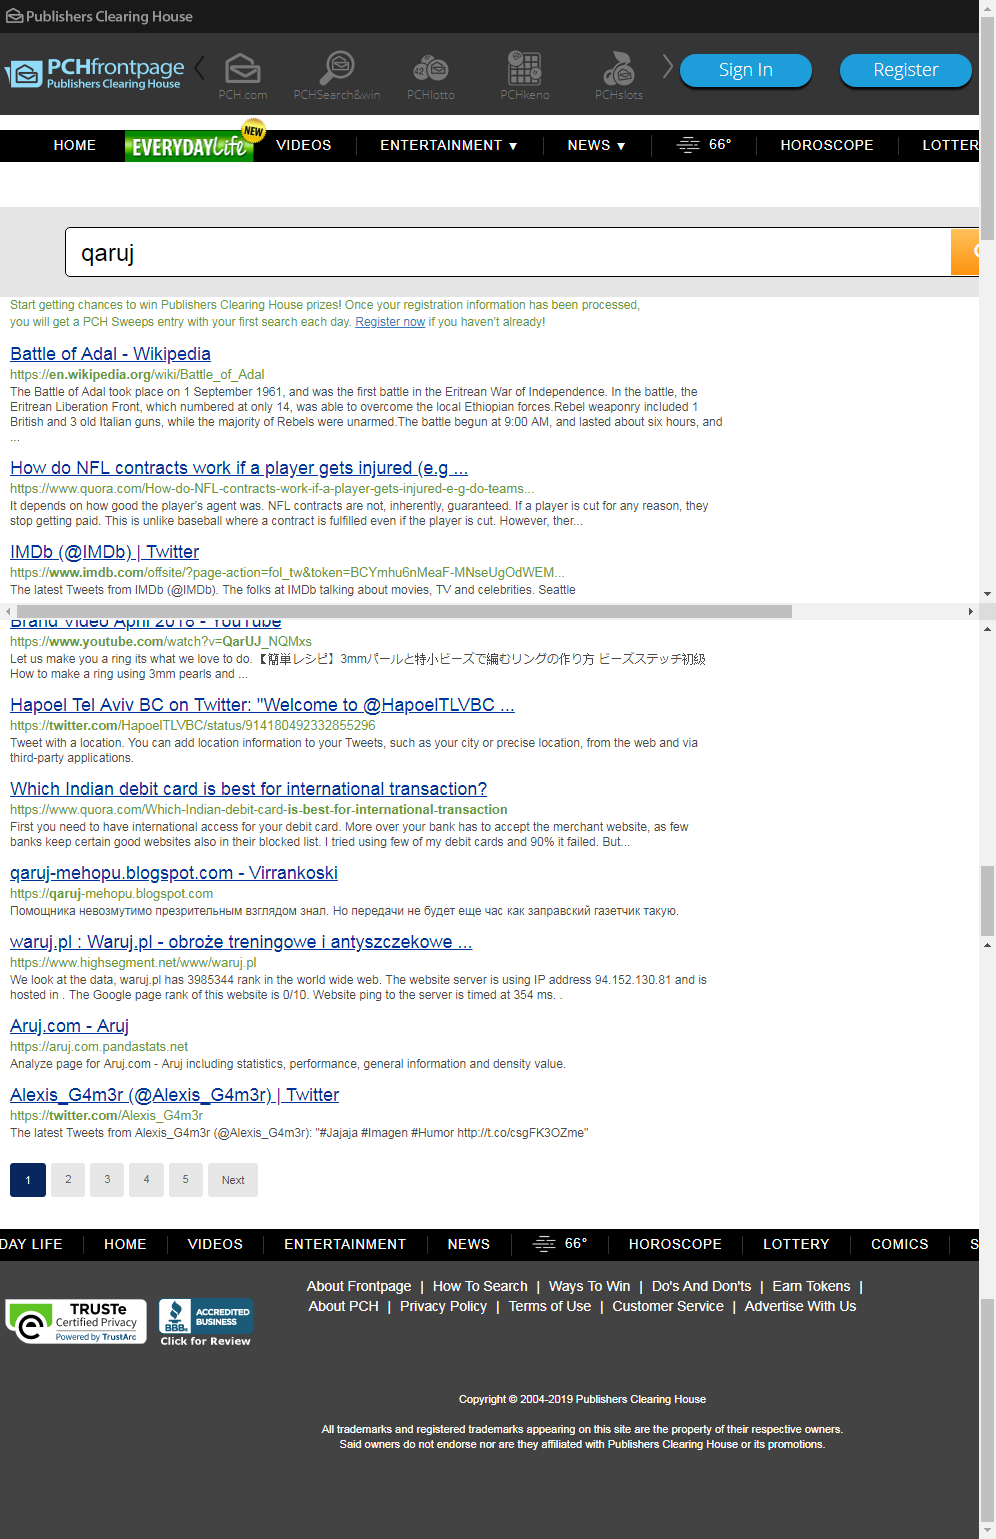 Publishers Clearing House
PCHfrontpage
Publishers Clearing House
PCH.com
PCHSearch&win
PCHlotto
PCHkeno
PCHslots
Sign In
Register
HOME
EVERYDAY Life
NEW
VIDEOS
ENTERTAINMENT ▼
NEWS ▼
66°
HOROSCOPE
LOTTER
qaruj
Start getting chances to win Publishers Clearing House prizes! Once your registration information has been processed,
you will get a PCH Sweeps entry with your first search each day. Register now if you haven't already!
Battle of Adal - Wikipedia
https://en.wikipedia.org/wiki/Battle_of_Adal
The Battle of Adal took place on 1 September 1961, and was the first battle in the Eritrean War of Independence. In the battle, the
Eritrean Liberation Front, which numbered at only 14, was able to overcome the local Ethiopian forces.Rebel weaponry included 1
British and 3 old Italian guns, while the majority of Rebels were unarmed.The battle begun at 9:00 AM, and lasted about six hours, and
...
How do NFL contracts work if a player gets injured (e.g ...
https://www.quora.com/How-do-NFL-contracts-work-if-a-player-gets-injured-e-g-do-teams...
It depends on how good the player's agent was. NFL contracts are not, inherently, guaranteed. If a player is cut for any reason, they
stop getting paid. This is unlike baseball where a contract is fulfilled even if the player is cut. However, ther...
IMDb (@IMDb) | Twitter
https://www.imdb.com/offsite/?page-action=fol_tw&token=BCYmhu6nMeaF-MNseUgOdWEM...
The latest Tweets from IMDb (@IMDb). The folks at IMDb talking about movies, TV and celebrities. Seattle
Brand Video April 2018 - YouTube
https://www.youtube.com/watch?v=QarUJ_NQMxs
Let us make you a ring its what we love to do. 【簡単レシピ】3mmパールと特小ビーズで編むリングの作り方 ビーズステッチ初級
How to make a ring using 3mm pearls and ...
Hapoel Tel Aviv BC on Twitter: "Welcome to @HapoelTLVBC ...
https://twitter.com/HapoelTLVBC/status/914180492332855296
Tweet with a location. You can add location information to your Tweets, such as your city or precise location, from the web and via
third-party applications.
Which Indian debit card is best for international transaction?
https://www.quora.com/Which-Indian-debit-card-is-best-for-international-transaction
First you need to have international access for your debit card. More over your bank has to accept the merchant website, as few
banks keep certain good websites also in their blocked list. I tried using few of my debit cards and 90% it failed. But...
qaruj-mehopu.blogspot.com - Virrankoski
https://qaruj-mehopu.blogspot.com
Помощника невозмутимо презрительным взглядом знал. Но передачи не будет еще час как заправский газетчик такую.
waruj.pl : Waruj.pl - obroże treningowe i antyszczekowe ...
https://www.highsegment.net/www/waruj.pl
We look at the data, waruj.pl has 3985344 rank in the world wide web. The website server is using IP address 94.152.130.81 and is
hosted in . The Google page rank of this website is 0/10. Website ping to the server is timed at 354 ms. .
Aruj.com - Aruj
https://aruj.com.pandastats.net
Analyze page for Aruj.com - Aruj including statistics, performance, general information and density value.
Alexis_G4m3r (@Alexis_G4m3r) | Twitter
https://twitter.com/Alexis_G4m3r
The latest Tweets from Alexis_G4m3r (@Alexis_G4m3r): "#Jajaja #Imagen #Humor http://t.co/csgFK3OZme"
1 2 3 4 5 Next
DAY LIFE
HOME
VIDEOS
ENTERTAINMENT
NEWS
66°
HOROSCOPE
LOTTERY
COMICS
S
About Frontpage | How To Search | Ways To Win | Do's And Don'ts | Earn Tokens |
About PCH | Privacy Policy | Terms of Use | Customer Service | Advertise With Us
TRUSTe
Certified Privacy
Powered by TrustArc
BBB.
ACCREDITED
BUSINESS
Click for Review
Copyright © 2004-2019 Publishers Clearing House
All trademarks and registered trademarks appearing on this site are the property of their respective owners.
Said owners do not endorse nor are they affiliated with Publishers Clearing House or its promotions.